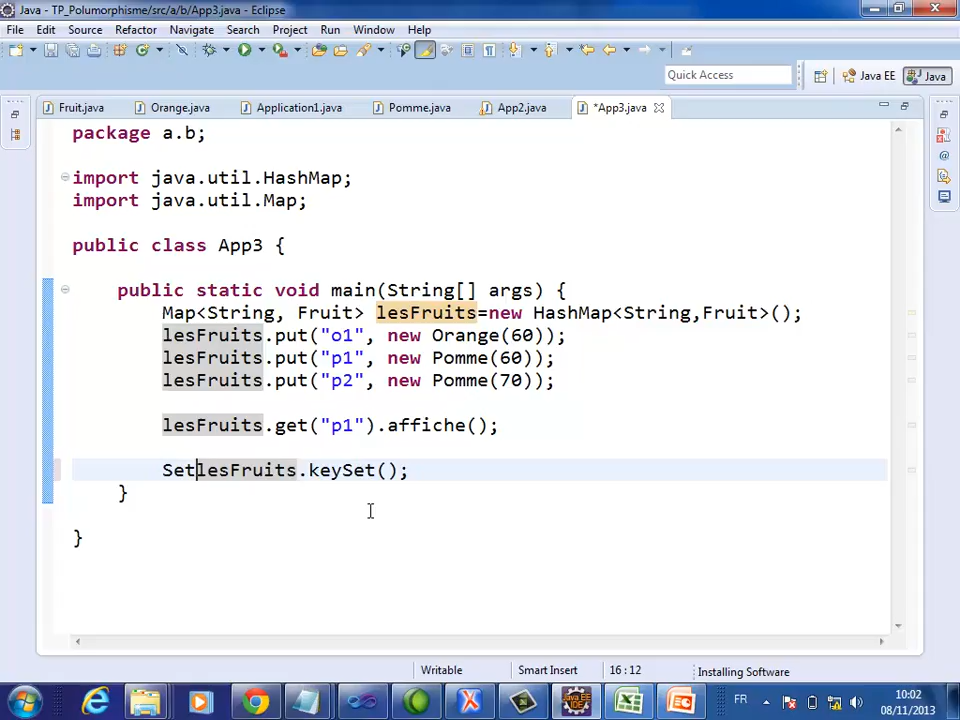 Java - TP_Polumorphisme/src/a/b/App3.java - Eclipse
File Edit Source Refactor Navigate Search Project Run Window Help
Quick Access Java EE Java
Fruit.java Orange.java Application1.java Pomme.java App2.java *App3.java
package a.b;
import java.util.HashMap;
import java.util.Map;
public class App3 {
public static void main(String[] args) {
Map<String, Fruit> lesFruits=new HashMap<String,Fruit>();
lesFruits.put("o1", new Orange(60));
lesFruits.put("p1", new Pomme(60));
lesFruits.put("p2", new Pomme(70));
lesFruits.get("p1").affiche();
SetlesFruits.keySet();
}
}
Writable Smart Insert 16 : 12 Installing Software
FR 10:02
08/11/2013